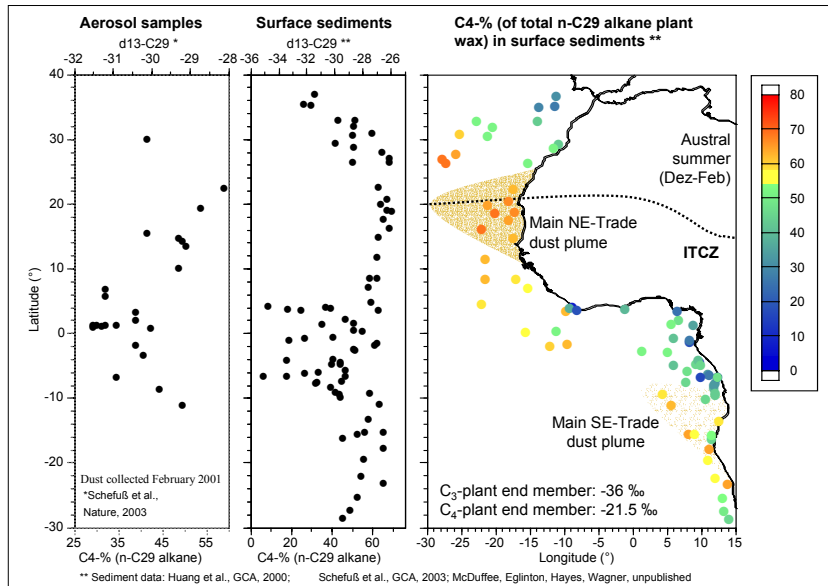 Aerosol samples
d13-C29 *
-32 -31 -30 -29 -28
Surface sediments
d13-C29 **
-36 -34 -32 -30 -28 -26
C4-% (of total n-C29 alkane plant
wax) in surface sediments **
Latitude (°)
40
30
20
10
0
-10
-20
-30
Dust collected February 2001
*Schefuß et al.,
Nature, 2003
25 35 45 55
C4-% (n-C29 alkane)
0 20 40 60
C4-% (n-C29 alkane)
Austral
summer
(Dez-Feb)
Main NE-Trade
dust plume
ITCZ
Main SE-Trade
dust plume
C3-plant end member: -36 ‰
C4-plant end member: -21.5 ‰
-30 -25 -20 -15 -10 -5 0 5 10 15
Longitude (°)
80
70
60
50
40
30
20
10
0
** Sediment data: Huang et al., GCA, 2000; Schefuß et al., GCA, 2003; McDuffee, Eglinton, Hayes, Wagner, unpublished